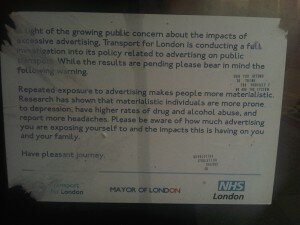 light of the growing public concern about the impacts of
excessive advertising, Transport for London is conducting a full
investigation into its policy related to advertising on public
transport. While the results are pending please bear in mind the
following warning.
Repeated exposure to advertising makes people more materialistic.
Research has shown that materialistic individuals are more prone
to depression, have higher rates of drug and alcohol abuse, and
report more headaches. Please be aware of how much advertising
you are exposing yourself to and the impacts this is having on you
and your family.
Have pleasant journey.
Transport
for London
MAYOR OF LONDON
NHS
London